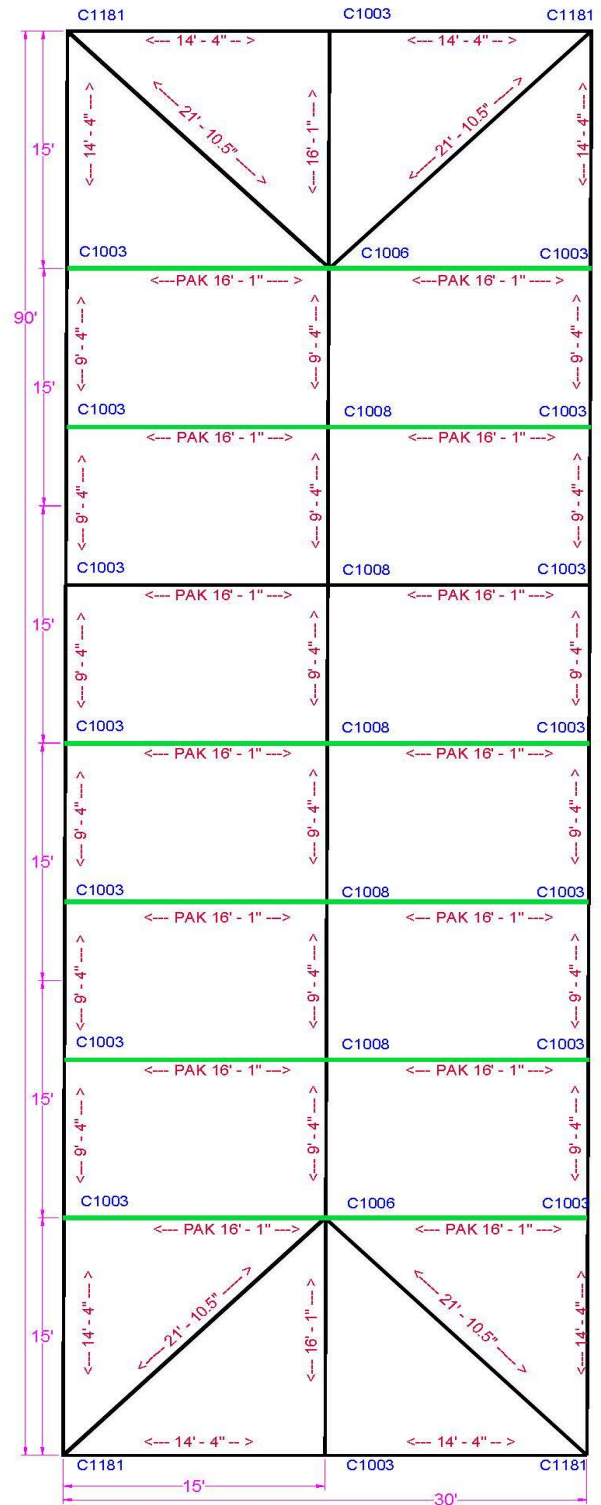 C1181 C1003 C1181
<--- 14' - 4" -- > <--- 14' - 4" -- >
15' <--- 14' - 4" ---> <--- 21' - 10.5" ---> <--- 16' - 1" ---> <--- 21' - 10.5" ---> <--- 14' - 4" --->
C1003 C1006 C1003
<---PAK 16' - 1" ---- > <---PAK 16' - 1" ---- >
90' <--- 9' - 4" ---> <--- 9' - 4" ---> <--- 9' - 4" --->
15'
C1003 C1008 C1003
<--- PAK 16' - 1" ---> <--- PAK 16' - 1" --->
<--- 9' - 4" ---> <--- 9' - 4" ---> <--- 9' - 4" --->
C1003 C1008 C1003
<--- PAK 16' - 1" ---> <--- PAK 16' - 1" --->
15' <--- 9' - 4" ---> <--- 9' - 4" ---> <--- 9' - 4" --->
C1003 C1008 C1003
<--- PAK 16' - 1" ---> <--- PAK 16' - 1" --->
15' <--- 9' - 4" ---> <--- 9' - 4" ---> <--- 9' - 4" --->
C1003 C1008 C1003
<--- PAK 16' - 1" ---> <--- PAK 16' - 1" --->
<--- 9' - 4" ---> <--- 9' - 4" ---> <--- 9' - 4" --->
C1003 C1008 C1003
<--- PAK 16' - 1" ---> <--- PAK 16' - 1" --->
15' <--- 9' - 4" ---> <--- 9' - 4" ---> <--- 9' - 4" --->
C1003 C1006 C1003
<--- PAK 16' - 1" ---> <--- PAK 16' - 1" --->
15' <--- 14' - 4" ---> <--- 21' - 10.5" ---> <--- 16' - 1" ---> <--- 21' - 10.5" ---> <--- 14' - 4" --->
<--- 14' - 4" -- > <--- 14' - 4" -- >
C1181 C1003 C1181
15'
30'